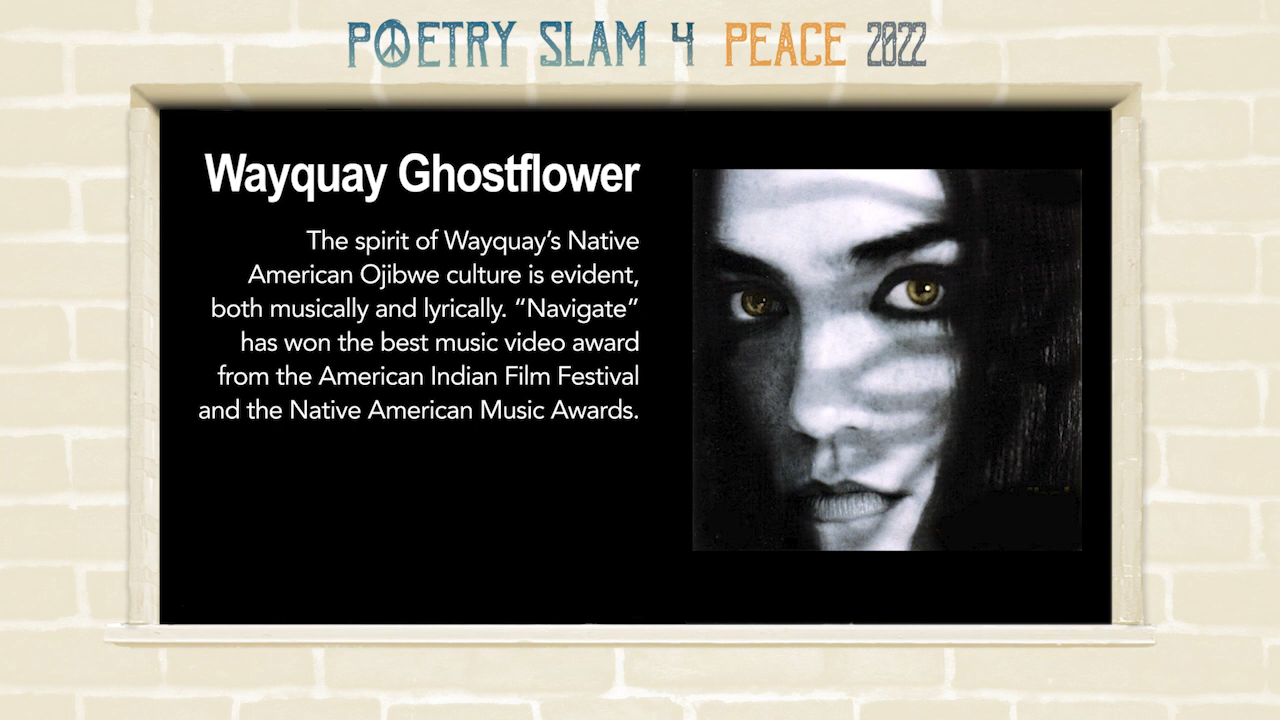 POETRY SLAM 4 PEACE 2022
Wayquay Ghostflower
The spirit of Wayquay’s Native
American Ojibwe culture is evident,
both musically and lyrically. “Navigate”
has won the best music video award
from the American Indian Film Festival
and the Native American Music Awards.